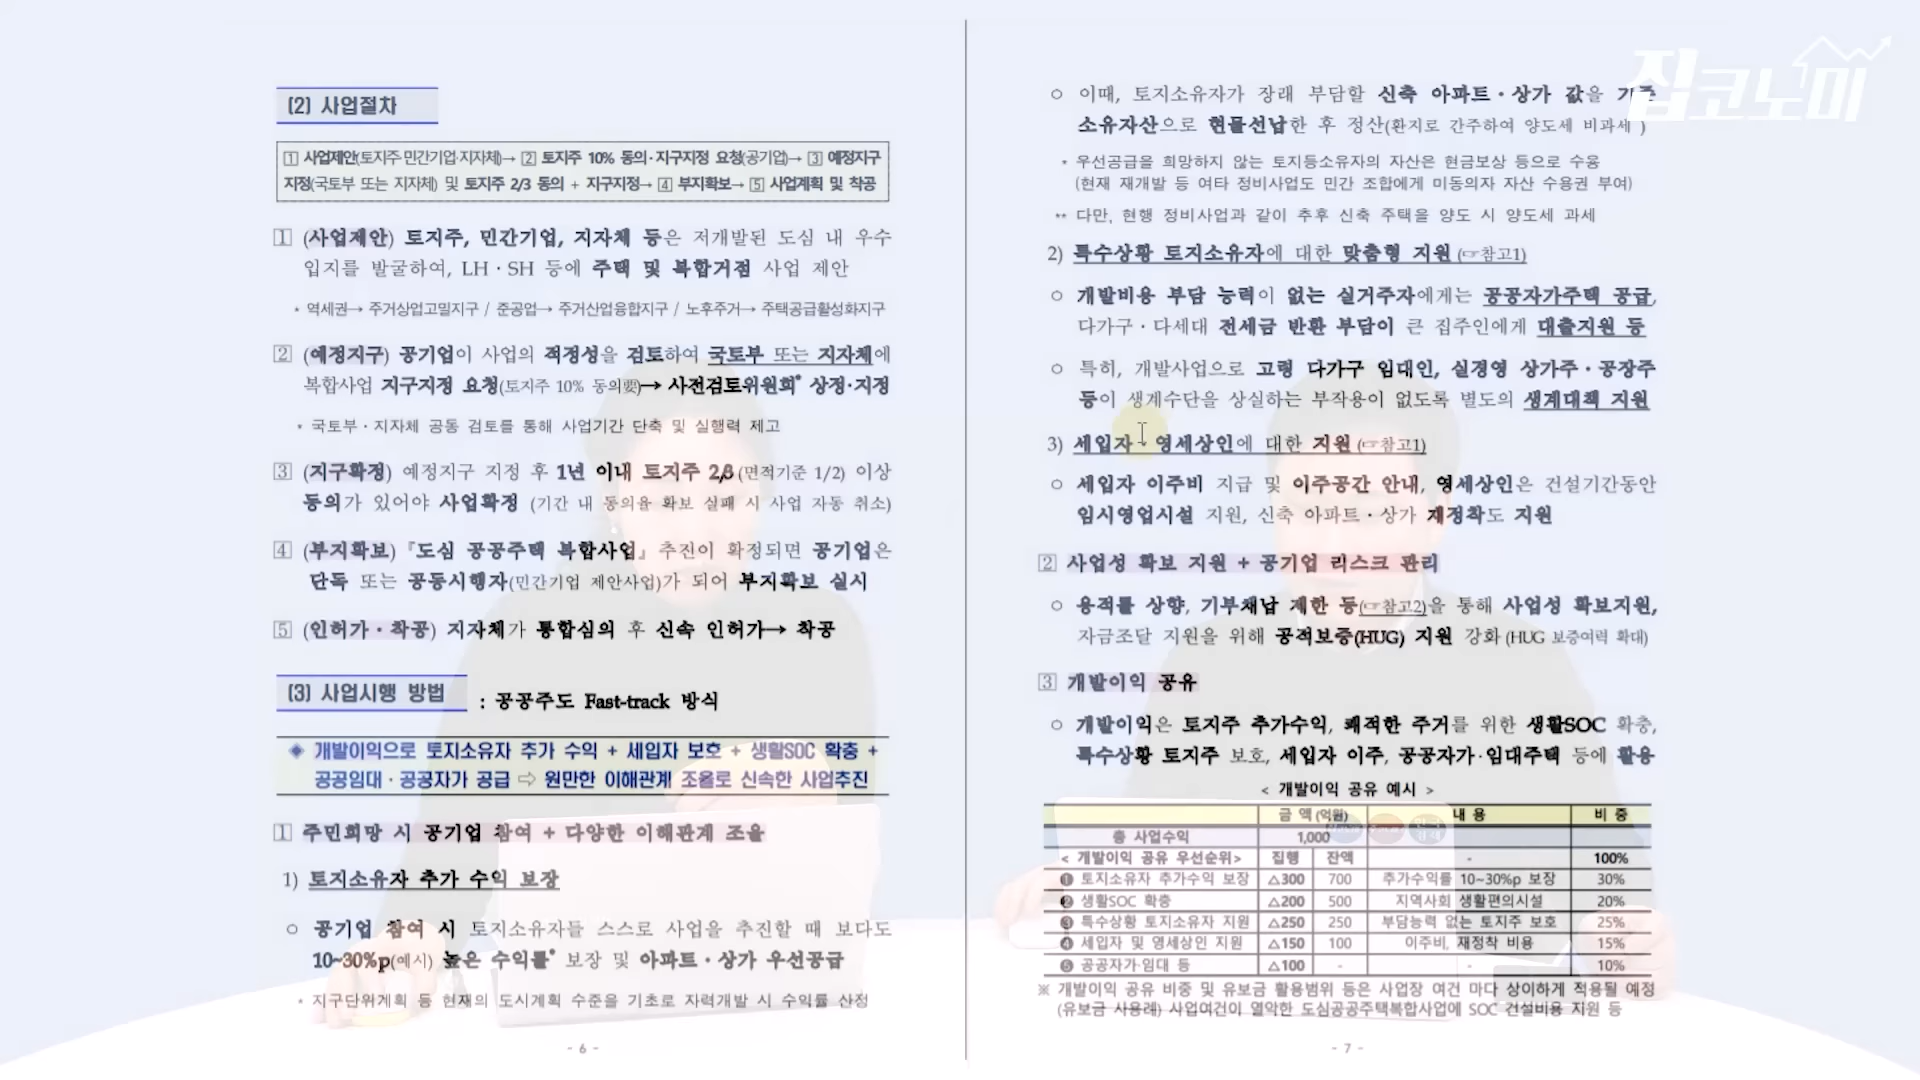 집코노미
(2) 사업절차
1 사업제안(토지주·민간기업·지자체)→ 2 토지주 10% 동의·지구지정 요청(공기업)→ 3 예정지구
지정(국토부 또는 지자체) 및 토지주 2/3 동의 + 지구지정→ 4 부지확보→ 5 사업계획 및 착공
1 (사업제안) 토지주, 민간기업, 지자체 등은 저개발된 도심 내 우수
입지를 발굴하여, LH·SH 등에 주택 및 복합거점 사업 제안
* 역세권→ 주거상업고밀지구 / 준공업→ 주거산업융합지구 / 노후주거→ 주택공급활성화지구
2 (예정지구) 공기업이 사업의 적정성을 검토하여 국토부 또는 지자체에
복합사업 지구지정 요청(토지주 10% 동의要)→ 사전검토위원회* 상정·지정
* 국토부·지자체 공동 검토를 통해 사업기간 단축 및 실행력 제고
3 (지구확정) 예정지구 지정 후 1년 이내 토지주 2/3(면적기준 1/2) 이상
동의가 있어야 사업확정 (기간 내 동의율 확보 실패 시 사업 자동 취소)
4 (부지확보) 『도심 공공주택 복합사업』 추진이 확정되면 공기업은
단독 또는 공동시행자(민간기업 제안사업)가 되어 부지확보 실시
5 (인허가·착공) 지자체가 통합심의 후 신속 인허가→ 착공
(3) 사업시행 방법 : 공공주도 Fast-track 방식
◈ 개발이익으로 토지소유자 추가 수익 + 세입자 보호 + 생활SOC 확충 +
공공임대·공공자가 공급 ⇨ 원만한 이해관계 조율로 신속한 사업추진
1 주민희망 시 공기업 참여 + 다양한 이해관계 조율
1) 토지소유자 추가 수익 보장
○ 공기업 참여 시 토지소유자들 스스로 사업을 추진할 때 보다도
10~30%p(예시) 높은 수익률* 보장 및 아파트·상가 우선공급
* 지구단위계획 등 현재의 도시계획 수준을 기초로 자력개발 시 수익률 산정
- 6 -
○ 이때, 토지소유자가 장래 부담할 신축 아파트·상가 값을 기존
소유자산으로 현물선납한 후 정산(환지로 간주하여 양도세 비과세**)
* 우선공급을 희망하지 않는 토지등소유자의 자산은 현금보상 등으로 수용
(현재 재개발 등 여타 정비사업도 민간 조합에게 미동의자 자산 수용권 부여)
** 다만, 현행 정비사업과 같이 추후 신축 주택을 양도 시 양도세 과세
2) 특수상황 토지소유자에 대한 맞춤형 지원 (☞참고1)
○ 개발비용 부담 능력이 없는 실거주자에게는 공공자가주택 공급,
다가구·다세대 전세금 반환 부담이 큰 집주인에게 대출지원 등
○ 특히, 개발사업으로 고령 다가구 임대인, 실경영 상가주·공장주
등이 생계수단을 상실하는 부작용이 없도록 별도의 생계대책 지원
3) 세입자·영세상인에 대한 지원 (☞참고1)
○ 세입자 이주비 지급 및 이주공간 안내, 영세상인은 건설기간동안
임시영업시설 지원, 신축 아파트·상가 재정착도 지원
2 사업성 확보 지원 + 공기업 리스크 관리
○ 용적률 상향, 기부채납 제한 등(☞참고2)을 통해 사업성 확보지원,
자금조달 지원을 위해 공적보증(HUG) 지원 강화 (HUG 보증여력 확대)
3 개발이익 공유
○ 개발이익은 토지주 추가수익, 쾌적한 주거를 위한 생활SOC 확충,
특수상황 토지주 보호, 세입자 이주, 공공자가·임대주택 등에 활용
< 개발이익 공유 예시 >
금 액 (억원) 내 용 비 중
총 사업수익 1,000
< 개발이익 공유 우선순위> 집행 잔액 - 100%
❶ 토지소유자 추가수익 보장 △300 700 추가수익률 10~30%p 보장 30%
❷ 생활SOC 확충 △200 500 지역사회 생활편의시설 20%
❸ 특수상황 토지소유자 지원 △250 250 부담능력 없는 토지주 보호 25%
❹ 세입자 및 영세상인 지원 △150 100 이주비, 재정착 비용 15%
❺ 공공자가·임대 등 △100 - - 10%
※ 개발이익 공유 비중 및 유보금 활용범위 등은 사업장 여건 마다 상이하게 적용될 예정
(유보금 사용례) 사업여건이 열악한 도심공공주택복합사업에 SOC 건설비용 지원 등
- 7 -